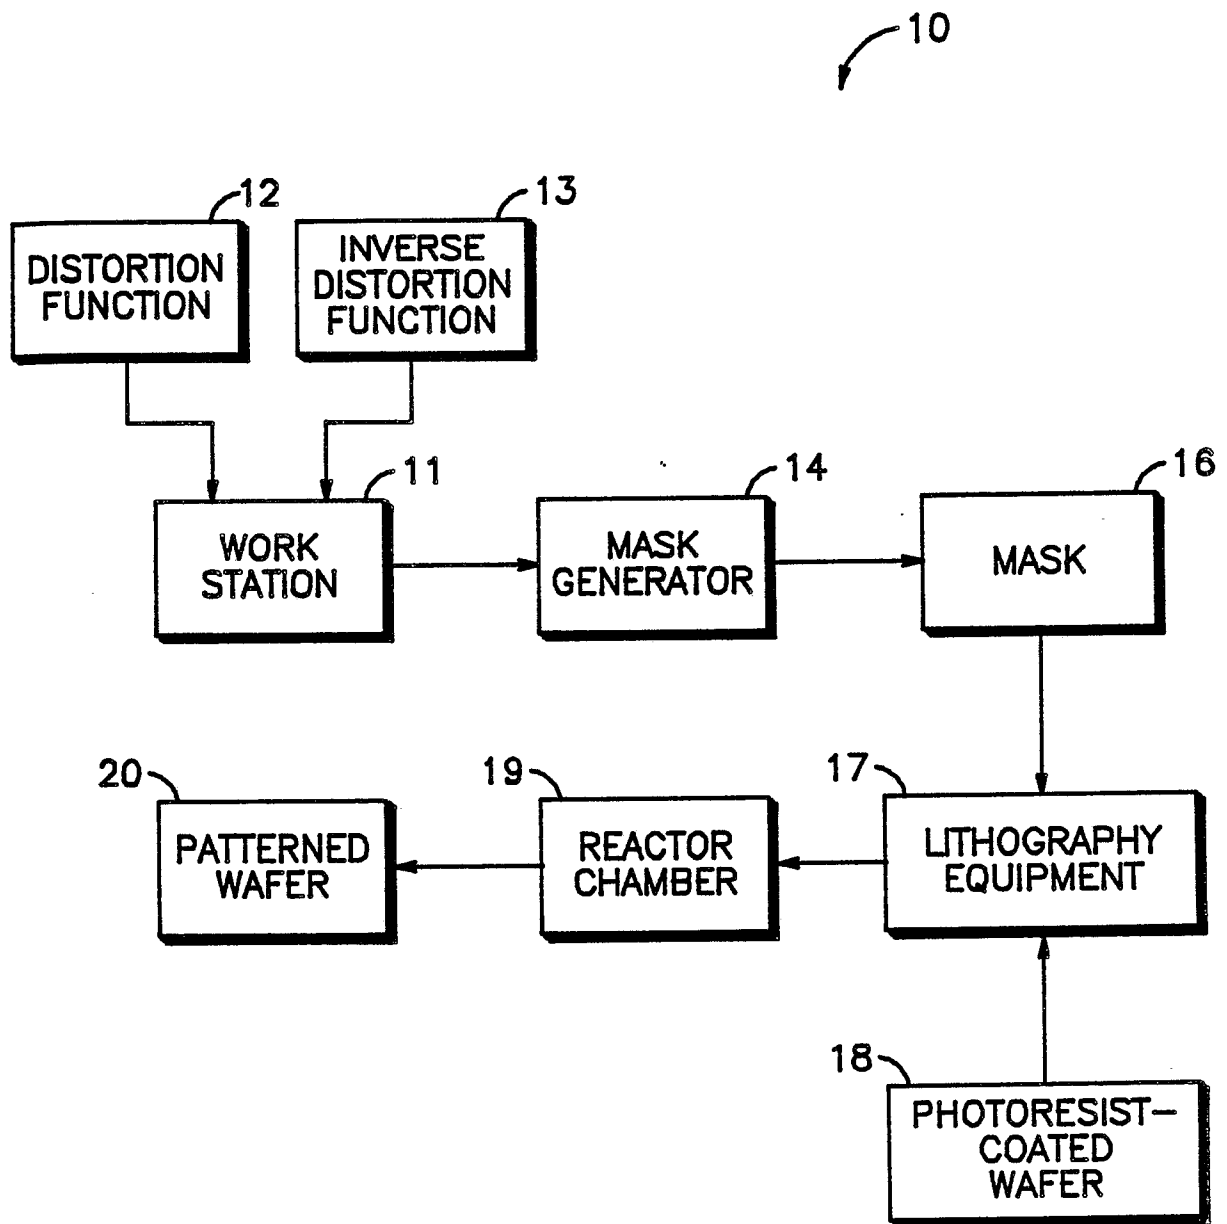 10
12
13
DISTORTION
FUNCTION
INVERSE
DISTORTION
FUNCTION
11
14
16
WORK
STATION
MASK
GENERATOR
MASK
20
19
17
PATTERNED
WAFER
REACTOR
CHAMBER
LITHOGRAPHY
EQUIPMENT
18
PHOTORESIST-
COATED
WAFER